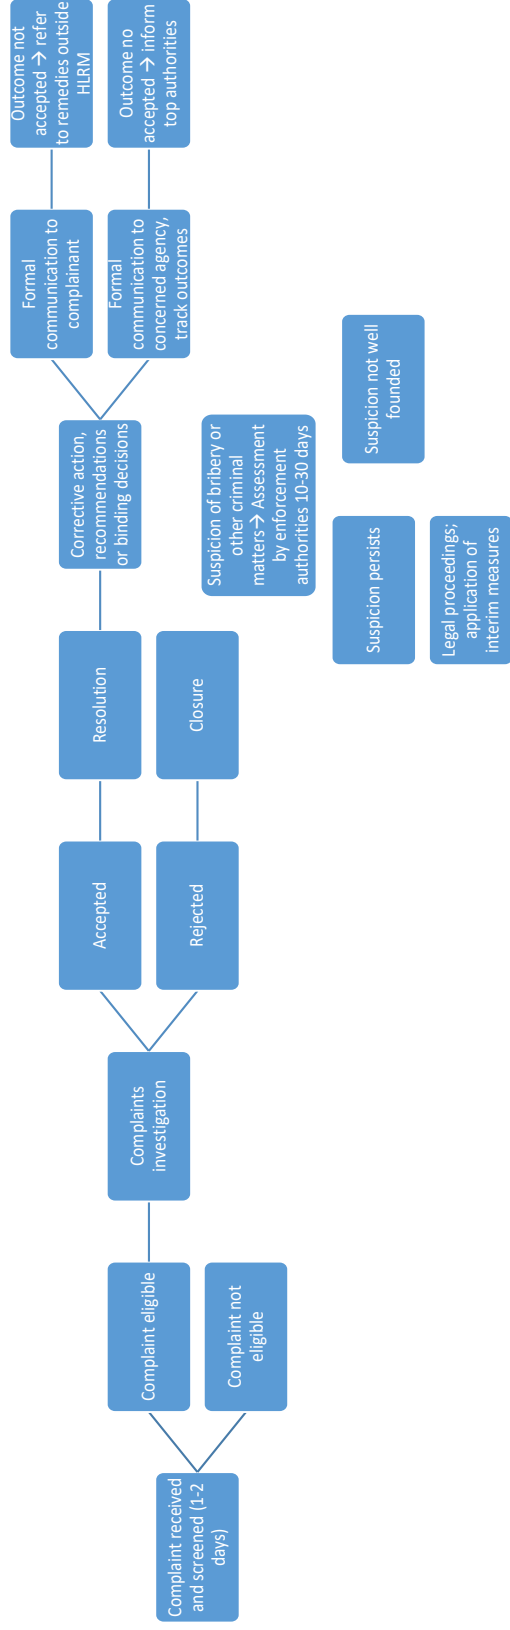 Complaint received
and screened (1-2
days)
Complaint eligible
Complaint not
eligible
Complaints
investigation
Accepted
Rejected
Resolution
Closure
Corrective action,
recommendations
or binding decisions
Formal
communication to
complainant
Formal
communication to
concerned agency,
track outcomes
Outcome not
accepted → refer
to remedies outside
HLRM
Outcome no
accepted → inform
top authorities
Suspicion of bribery or
other criminal
matters→ Assessment
by enforcement
authorities 10-30 days
Suspicion persists
Suspicion not well
founded
Legal proceedings;
application of
interim measures